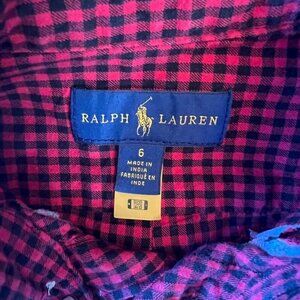 RALPH LAUREN
6
MADE IN
INDIA
FABRIQUÉ EN
INDE